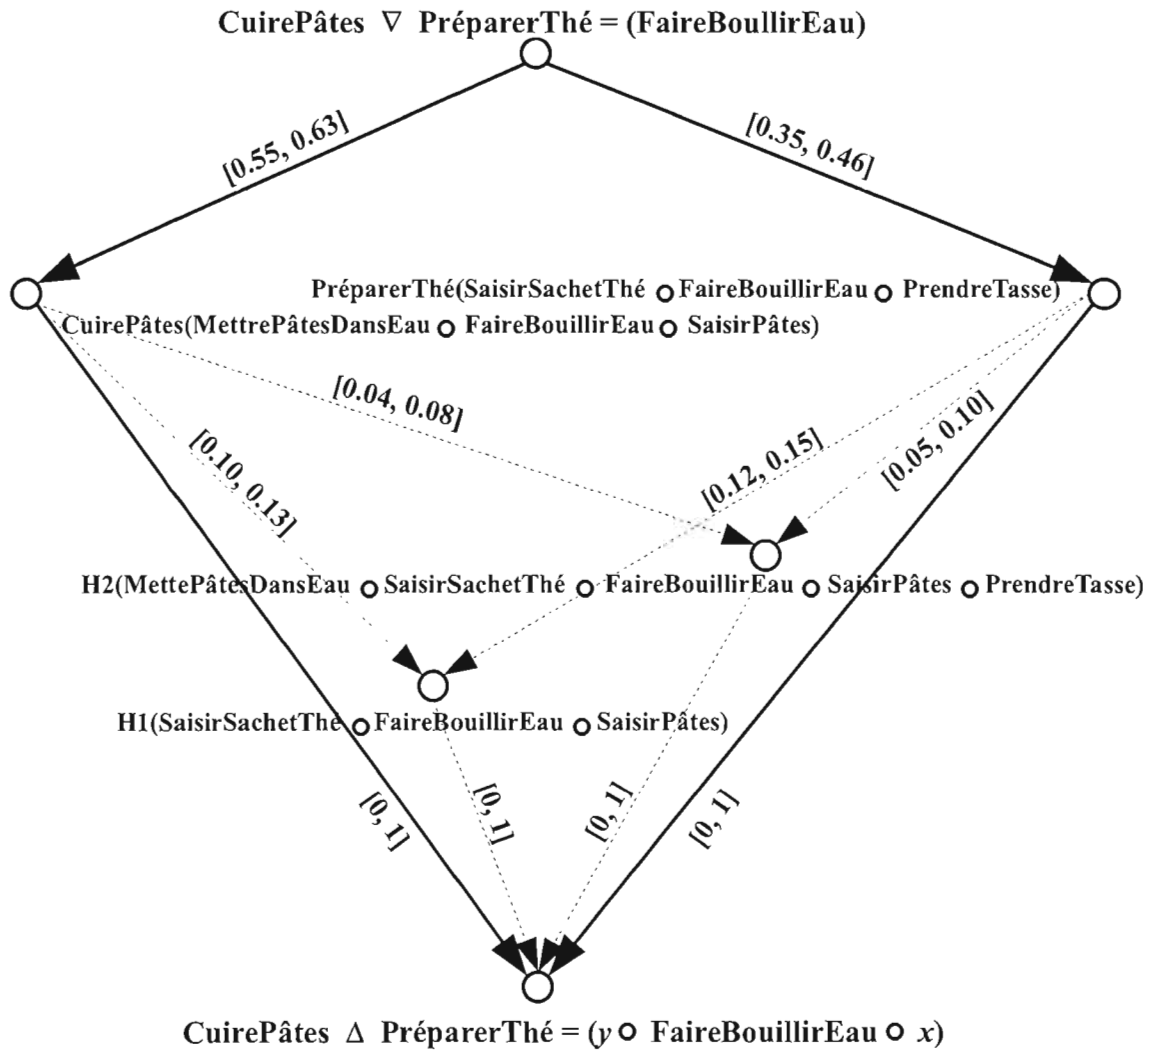 CuirePâtes ∇ PréparerThé = (FaireBoullirEau)
[0.55, 0.63]
[0.35, 0.46]
PréparerThé(SaisirSachetThé o FaireBouillirEau o PrendreTasse)
CuirePâtes(MettrePâtesDansEau o FaireBouillirEau o SaisirPâtes)
[0.04, 0.08]
[0.10, 0.13]
[0.12, 0.15]
[0.05, 0.10]
H2(MettePâtesDansEau o SaisirSachetThé o FaireBouillirEau o SaisirPâtes o PrendreTasse)
H1(SaisirSachetThé o FaireBouillirEau o SaisirPâtes)
[0, 1]
[0, 1]
[0, 1]
[0, 1]
CuirePâtes Δ PréparerThé = (y o FaireBouillirEau o x)